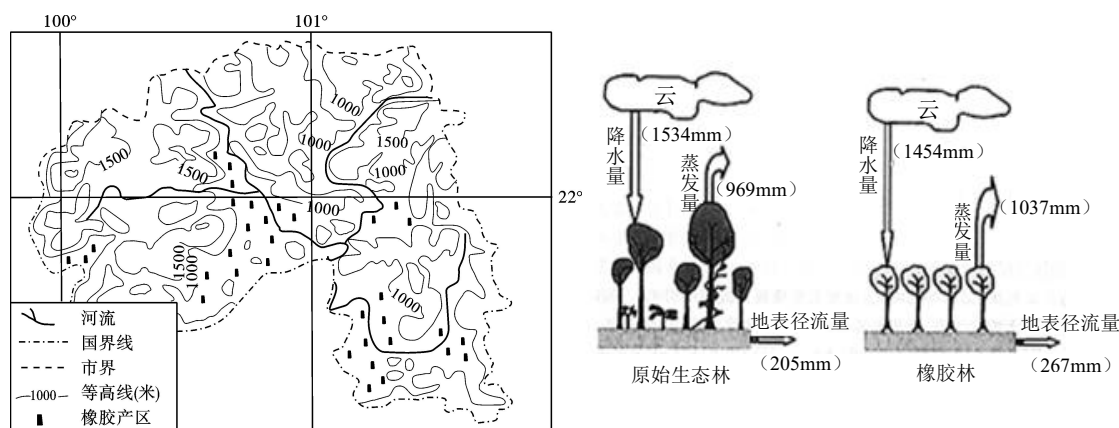 100°
101°
22°
1000
1500
1000
1000
1500
1500
1000
1000
1500
1000
1000
河流
国界线
市界
1000 等高线(米)
橡胶产区
云
降水量
(1534mm)
蒸发量
(969mm)
地表径流量
(205mm)
原始生态林
云
降水量
(1454mm)
蒸发量
(1037mm)
地表径流量
(267mm)
橡胶林